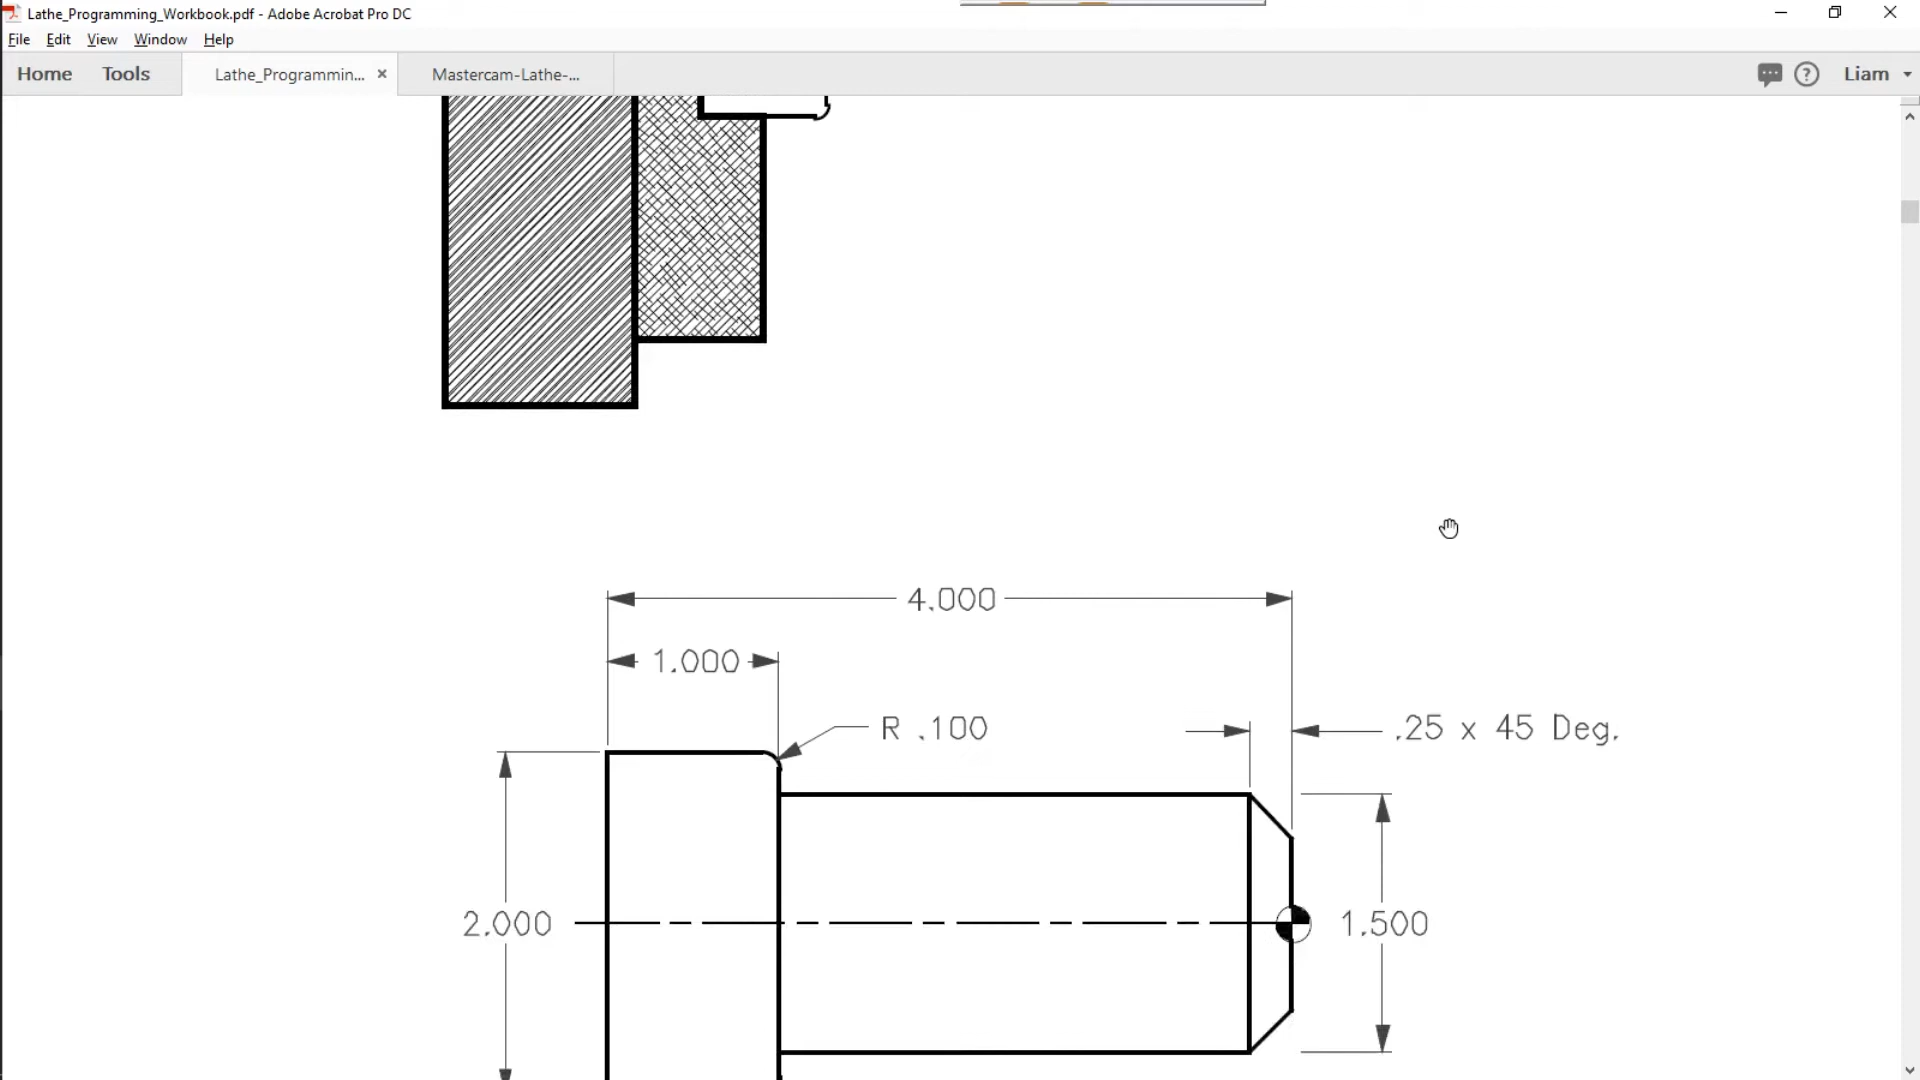 Lathe_Programming_Workbook.pdf - Adobe Acrobat Pro DC
File Edit View Window Help
Home Tools Lathe_Programmin... × Mastercam-Lathe-... ? Liam
4.000
1.000
R .100
.25 x 45 Deg.
2.000
1.500